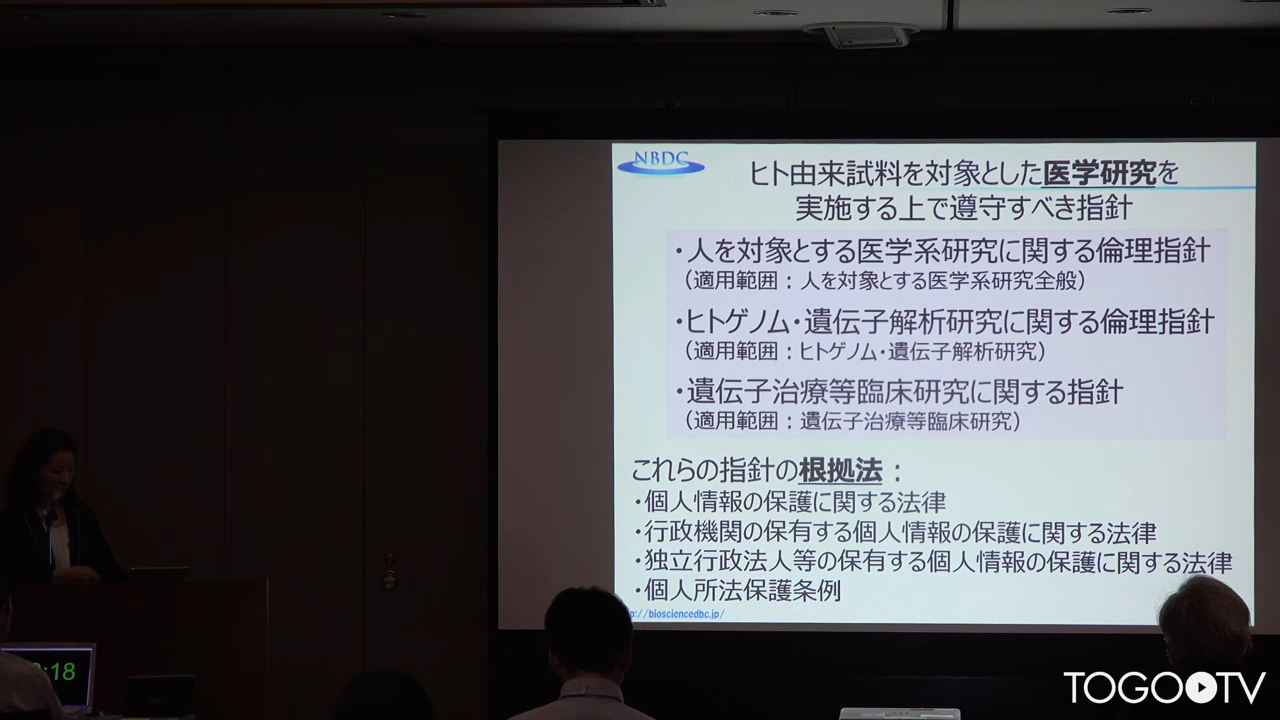 NBDC
ヒト由来試料を対象とした医学研究を
実施する上で遵守すべき指針
・人を対象とする医学系研究に関する倫理指針
（適用範囲：人を対象とする医学系研究全般）
・ヒトゲノム・遺伝子解析研究に関する倫理指針
（適用範囲：ヒトゲノム・遺伝子解析研究）
・遺伝子治療等臨床研究に関する指針
（適用範囲：遺伝子治療等臨床研究）
これらの指針の根拠法：
・個人情報の保護に関する法律
・行政機関の保有する個人情報の保護に関する法律
・独立行政法人等の保有する個人情報の保護に関する法律
・個人所法保護条例
p://biosciencedbc.jp/
:18
TOGOTV